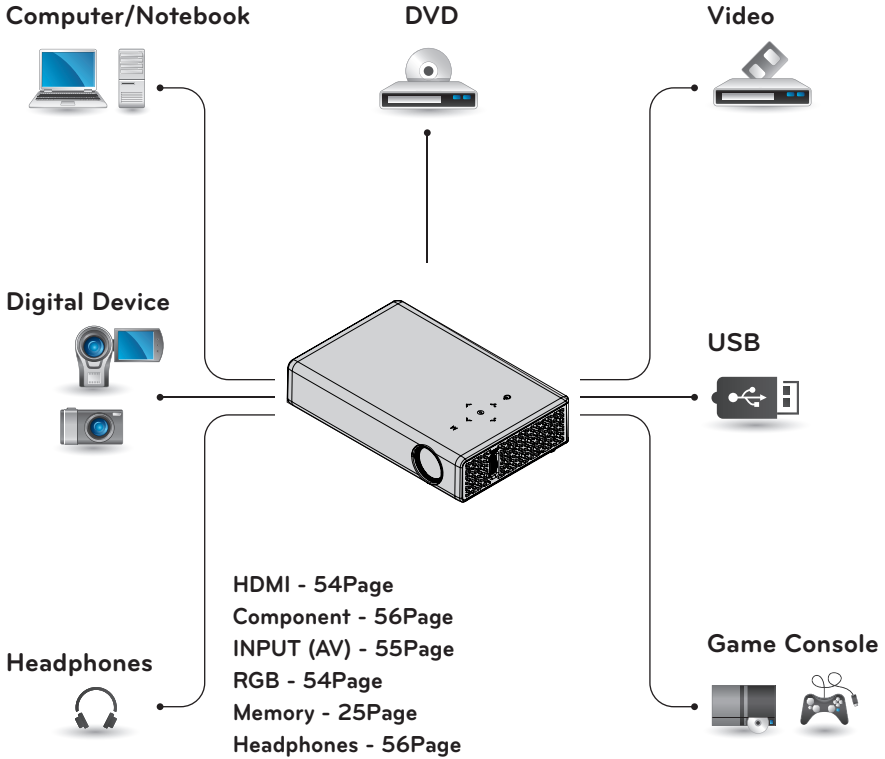 Computer/Notebook
DVD
Video
Digital Device
USB
HDMI - 54Page
Component - 56Page
INPUT (AV) - 55Page
RGB - 54Page
Memory - 25Page
Headphones - 56Page
Headphones
Game Console